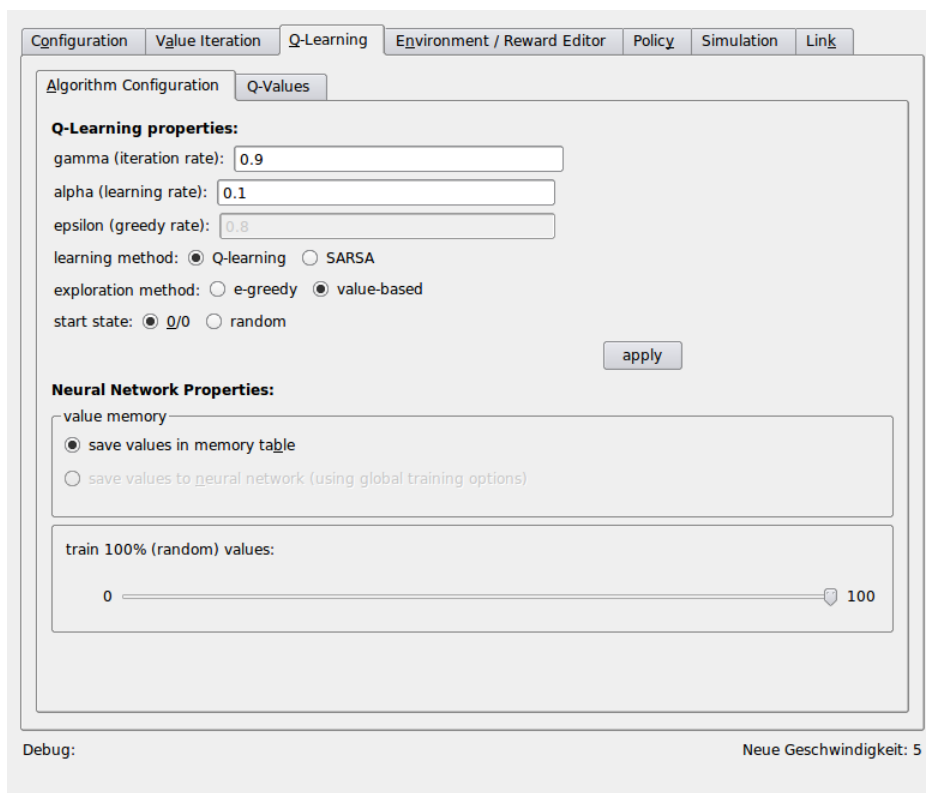 Configuration Value Iteration Q-Learning Environment / Reward Editor Policy Simulation Link
Algorithm Configuration Q-Values
Q-Learning properties:
gamma (iteration rate): 0.9
alpha (learning rate): 0.1
epsilon (greedy rate): 0.8
learning method: Q-learning SARSA
exploration method: e-greedy value-based
start state: 0/0 random
apply
Neural Network Properties:
value memory
save values in memory table
save values to neural network (using global training options)
train 100% (random) values:
0 100
Debug: Neue Geschwindigkeit: 5